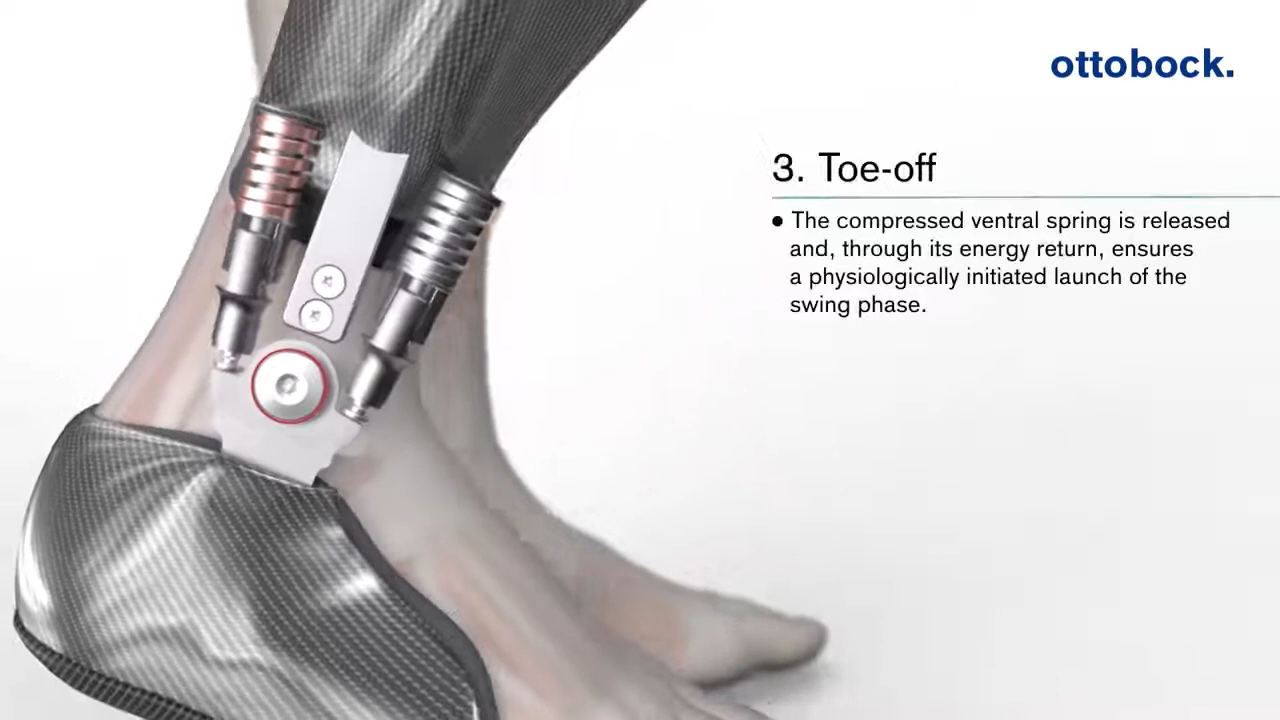 ottobock.
3. Toe-off
● The compressed ventral spring is released
and, through its energy return, ensures
a physiologically initiated launch of the
swing phase.